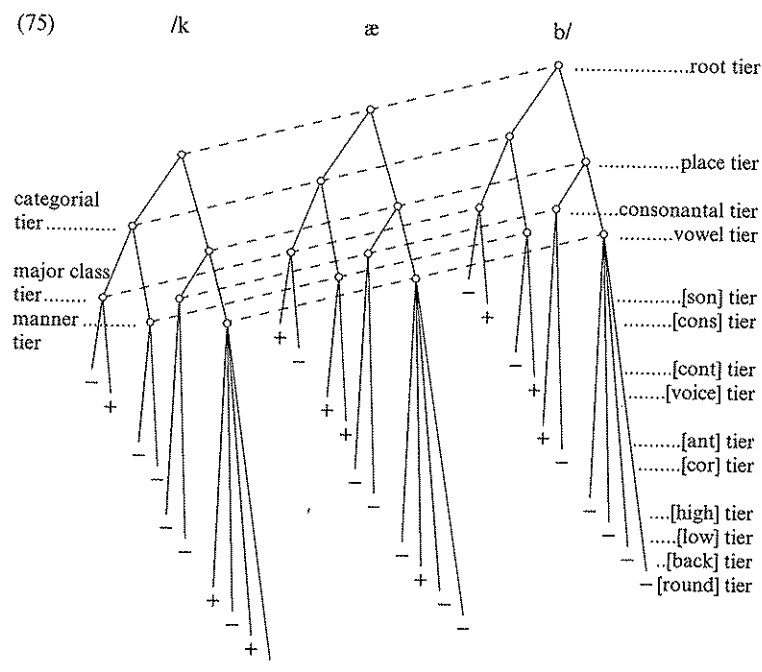 (75) /k æ b/
root tier
place tier
categorial
tier
consonantal tier
vowel tier
major class
tier
manner
tier
[son] tier
[cons] tier
[cont] tier
[voice] tier
[ant] tier
[cor] tier
[high] tier
[low] tier
[back] tier
[round] tier
− + − − − − + − +
+ − + + − − − + − −
− + − + + − − − − −